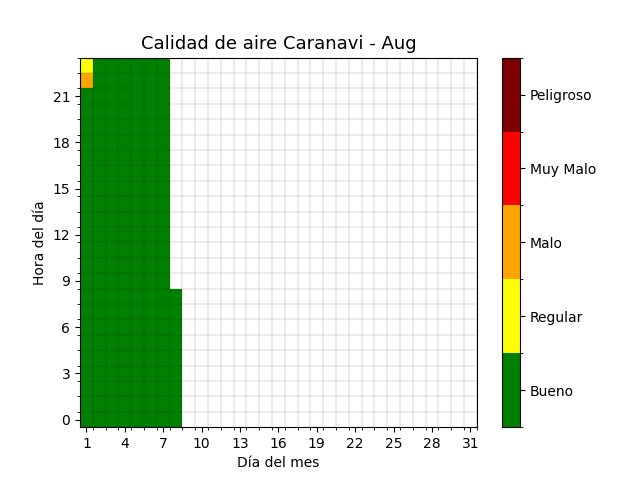 Calidad de aire Caranavi - Aug
Hora del día
21
18
15
12
9
6
3
0
1 4 7 10 13 16 19 22 25 28 31
Día del mes
Peligroso
Muy Malo
Malo
Regular
Bueno